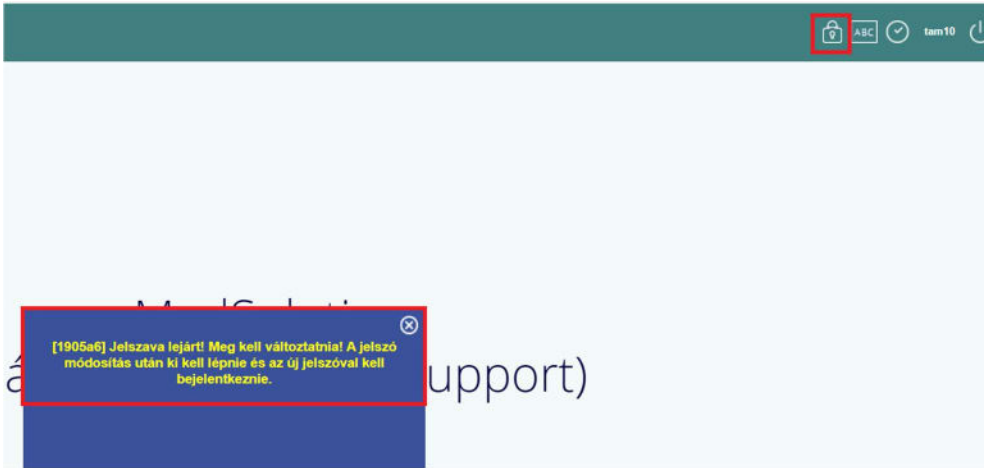 ABC tam10
[1905a6] Jelszava lejárt! Meg kell változtatnia! A jelszó
módosítás után ki kell lépnie és az új jelszóval kell
bejelentkeznie.
upport)